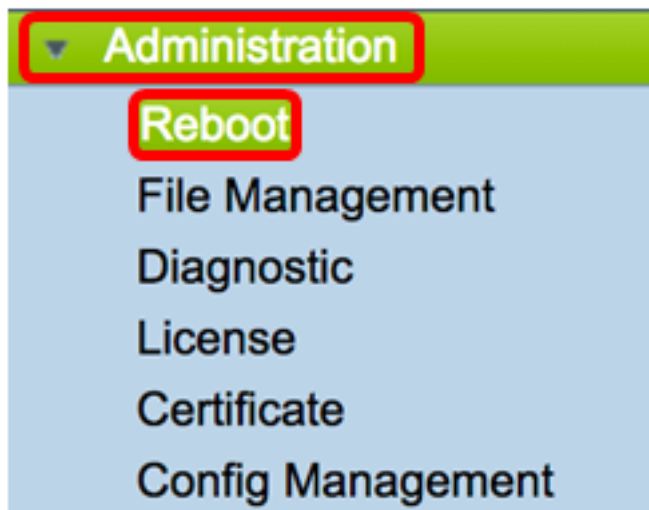 Administration
Reboot
File Management
Diagnostic
License
Certificate
Config Management